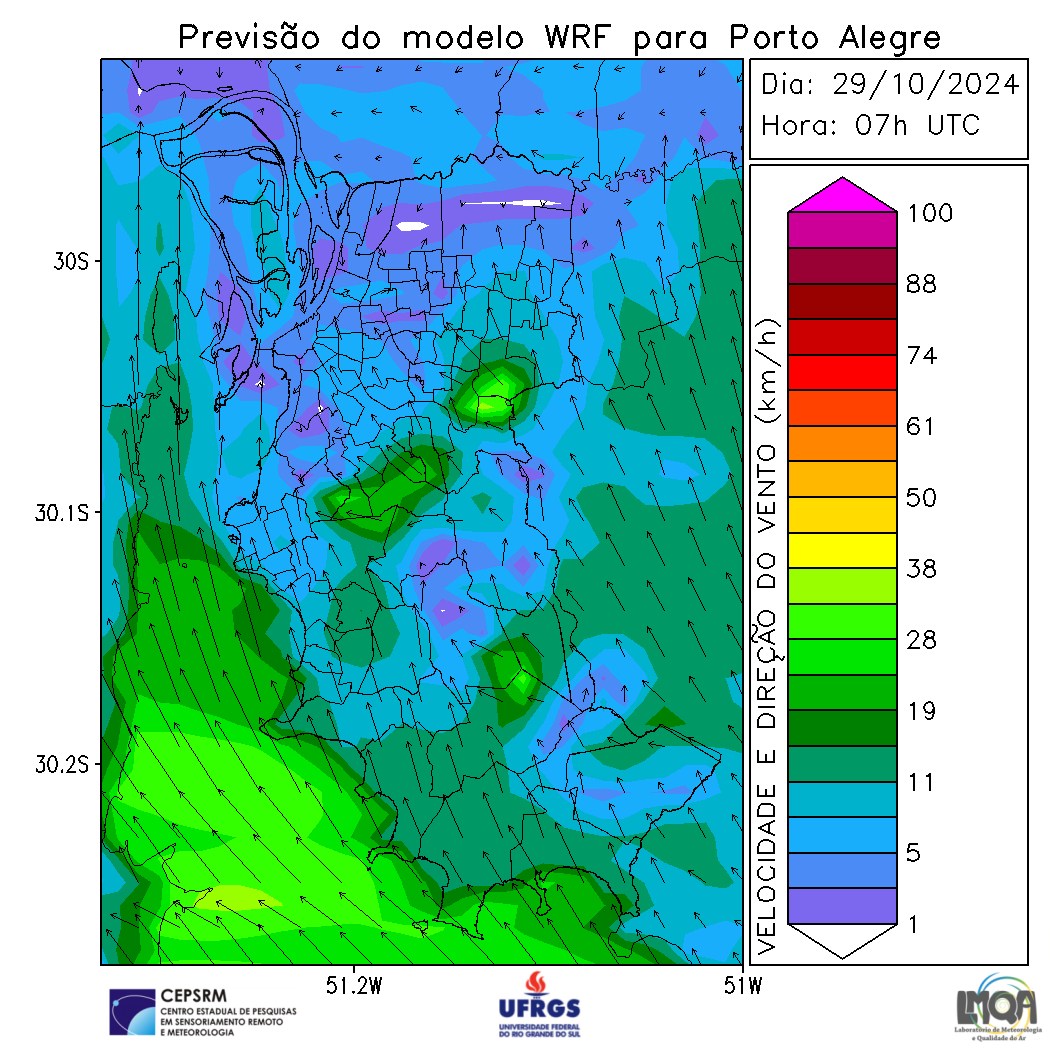 Previsão do modelo WRF para Porto Alegre
Dia: 29/10/2024
Hora: 07h UTC
30S
30.1S
30.2S
51.2W
51W
VELOCIDADE E DIREÇÃO DO VENTO (km/h)
100
88
74
61
50
38
28
19
11
5
1
CEPSRM
CENTRO ESTADUAL DE PESQUISAS
EM SENSORIAMENTO REMOTO
E METEOROLOGIA
UFRGS
UNIVERSIDADE FEDERAL
DO RIO GRANDE DO SUL
LMQA
Laboratório de Meteorologia
e Qualidade do Ar